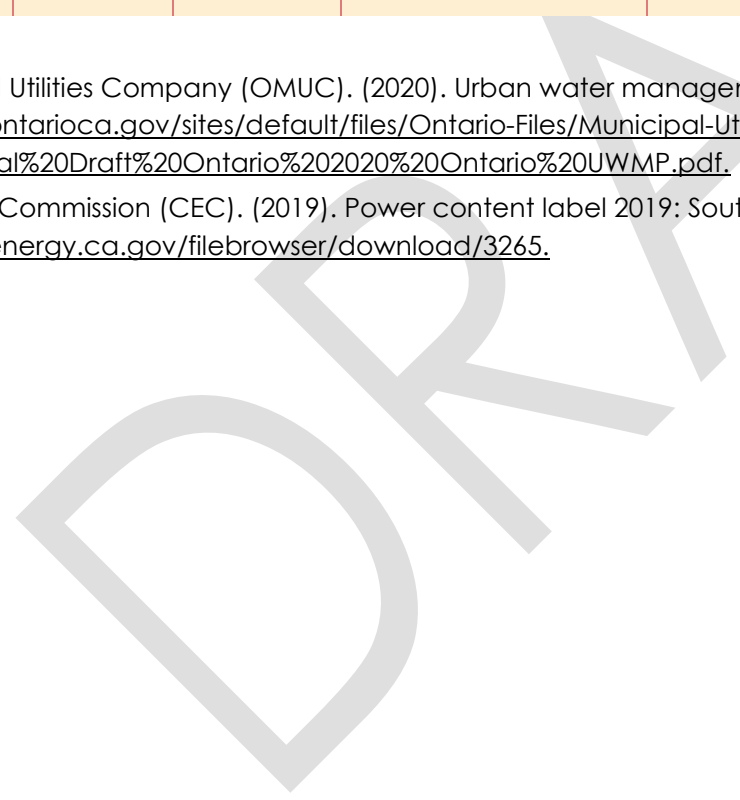 Utilities Company (OMUC). (2020). Urban water manager
ontarioca.gov/sites/default/files/Ontario-Files/Municipal-Ut
al%20Draft%20Ontario%202020%20Ontario%20UWMP.pdf.
Commission (CEC). (2019). Power content label 2019: Sout
energy.ca.gov/filebrowser/download/3265.
DRA